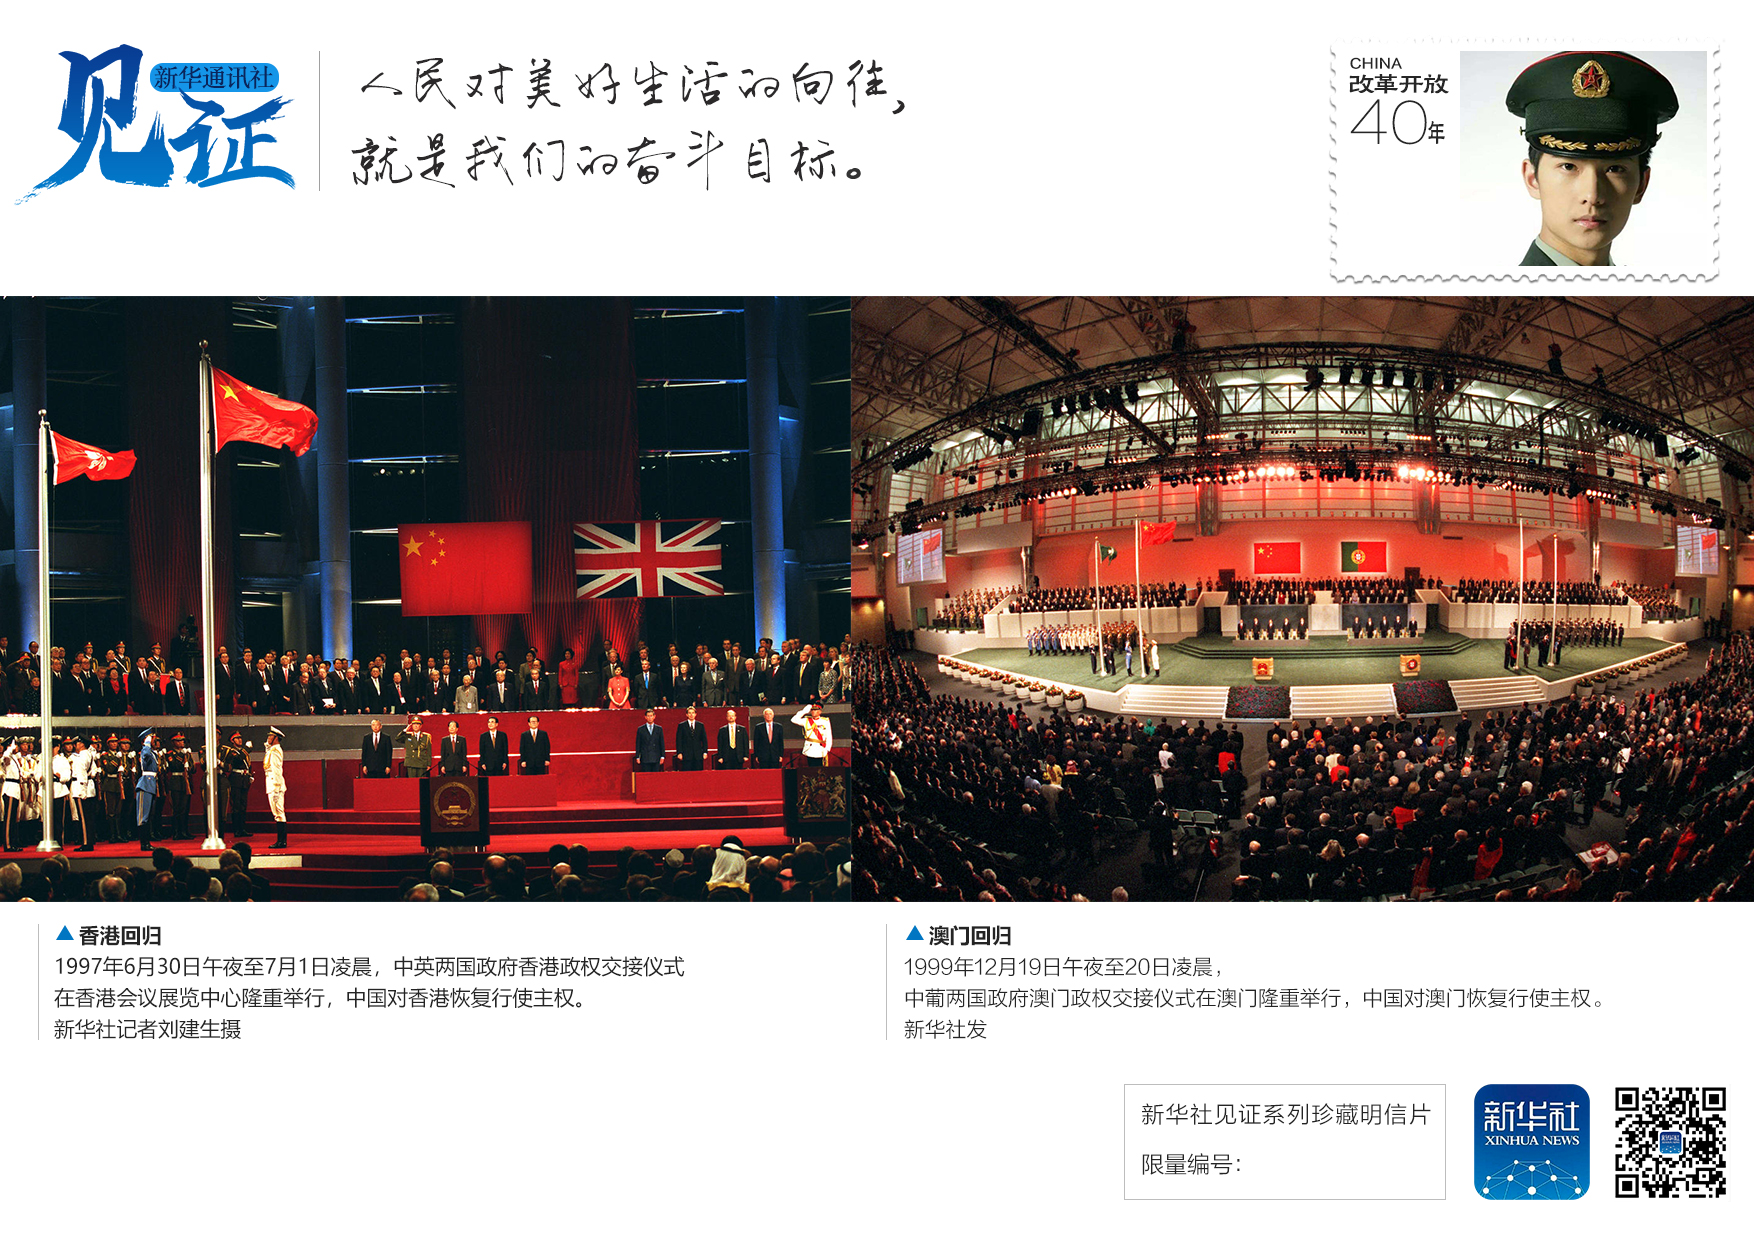 见证
新华通讯社
人民对美好生活的向往，
就是我们的奋斗目标。
CHINA
改革开放
40年
香港回归
1997年6月30日午夜至7月1日凌晨，中英两国政府香港政权交接仪式
在香港会议展览中心隆重举行，中国对香港恢复行使主权。
新华社记者刘建生摄
澳门回归
1999年12月19日午夜至20日凌晨，
中葡两国政府澳门政权交接仪式在澳门隆重举行，中国对澳门恢复行使主权。
新华社发
新华社见证系列珍藏明信片
限量编号：
新华社
XINHUA NEWS